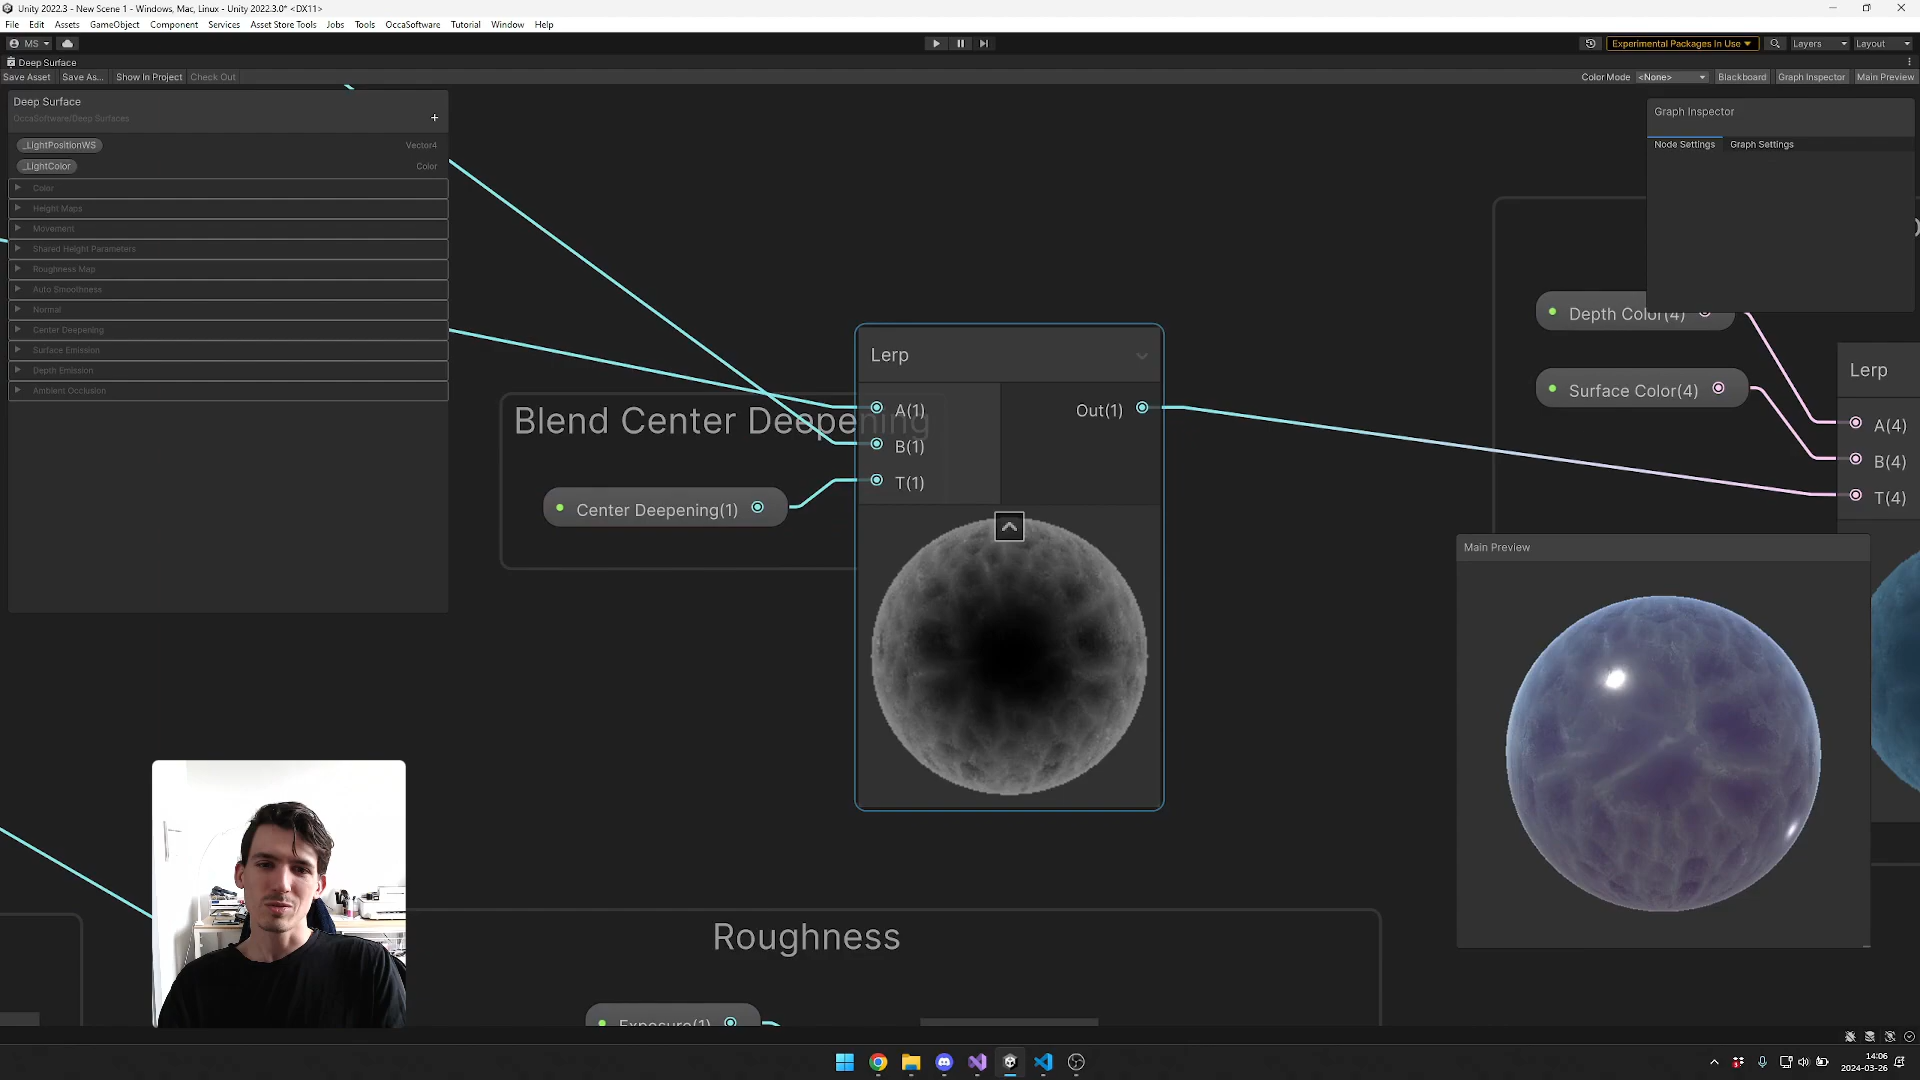 Unity 2022.3 - New Scene 1 - Windows, Mac, Linux - Unity 2022.3.0* <DX11>
File Edit Assets GameObject Component Services Asset Store Tools Jobs Tools OccaSoftware Tutorial Window Help
MS
Experimental Packages In Use
Layers
Layout
Deep Surface
Save Asset Save As... Show In Project Check Out
Color Mode <None> Blackboard Graph Inspector Main Preview
Deep Surface
OccaSoftware/Deep Surfaces
+
_LightPositionWS Vector4
_LightColor Color
Color
Height Maps
Movement
Shared Height Parameters
Roughness Map
Auto Smoothness
Normal
Center Deepening
Surface Emission
Depth Emission
Ambient Occlusion
Graph Inspector
Node Settings Graph Settings
Blend Center Deepening
Center Deepening(1)
Lerp
A(1)
B(1)
T(1)
Out(1)
Depth Color(4)
Surface Color(4)
Lerp
A(4)
B(4)
T(4)
Main Preview
Roughness
Exposure(1)
14:06
2024-03-26